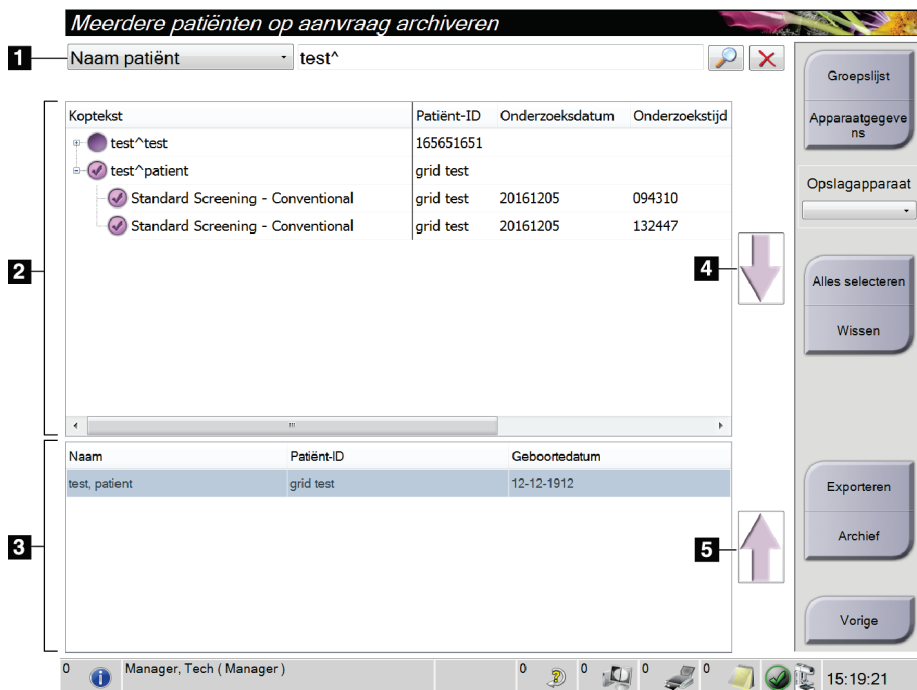 Meerdere patiënten op aanvraag archiveren
1
Naam patiënt
test^
Groepslijst
Apparaatgegeve
ns
Opslagapparaat
2
Koptekst Patiënt-ID Onderzoeksdatum Onderzoekstijd
test^test 165651651
test^patient grid test
Standard Screening - Conventional grid test 20161205 094310
Standard Screening - Conventional grid test 20161205 132447
4
Alles selecteren
Wissen
3
Naam Patiënt-ID Geboortedatum
test, patient grid test 12-12-1912
5
Exporteren
Archief
Vorige
0 Manager, Tech ( Manager ) 0 0 0 0 15:19:21